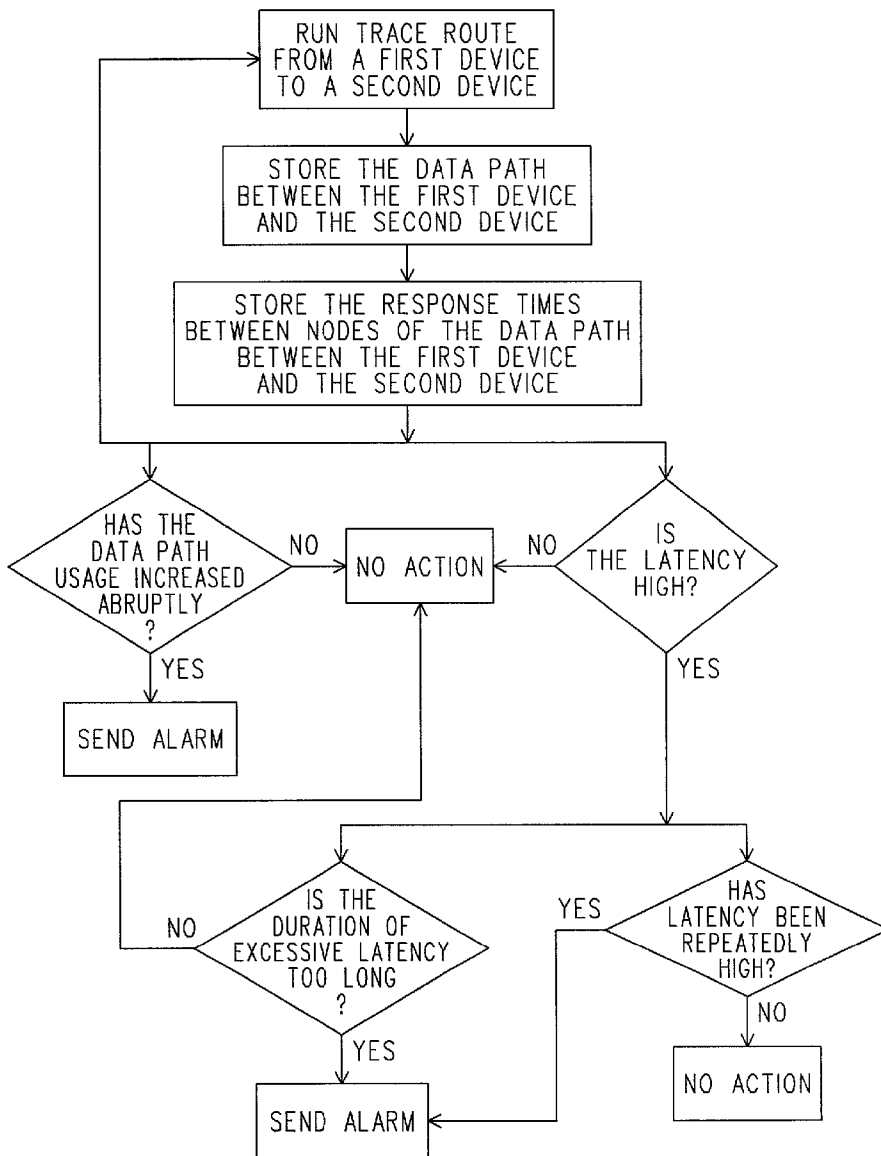 RUN TRACE ROUTE
FROM A FIRST DEVICE
TO A SECOND DEVICE
STORE THE DATA PATH
BETWEEN THE FIRST DEVICE
AND THE SECOND DEVICE
STORE THE RESPONSE TIMES
BETWEEN NODES OF THE DATA PATH
BETWEEN THE FIRST DEVICE
AND THE SECOND DEVICE
HAS THE
DATA PATH
USAGE INCREASED
ABRUPTLY
?
NO
NO ACTION
NO
IS
THE LATENCY
HIGH?
YES
SEND ALARM
YES
NO
IS THE
DURATION OF
EXCESSIVE LATENCY
TOO LONG
?
YES
HAS
LATENCY BEEN
REPEATEDLY
HIGH?
YES
SEND ALARM
NO
NO ACTION